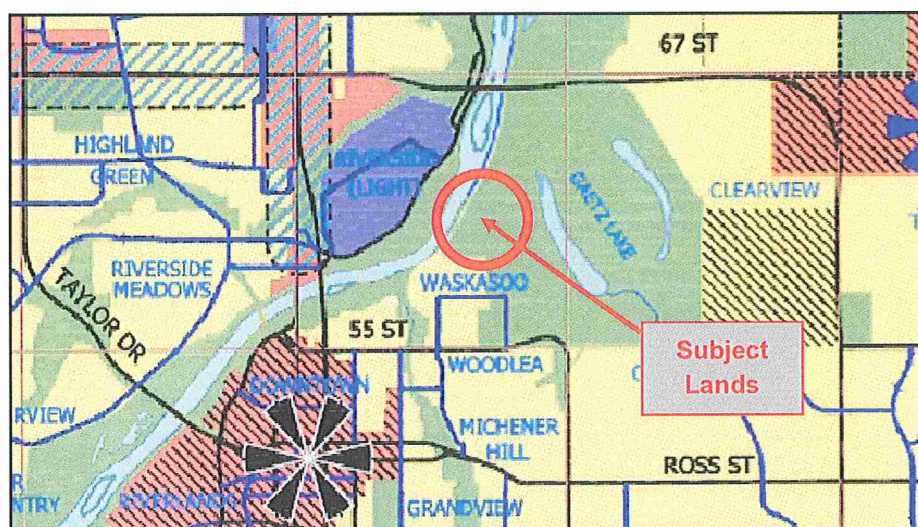 67 ST
HIGHLAND
GREEN
RIVERSIDE
(LIGHT)
GAETZ LAKE
CLEARVIEW
RIVERSIDE
MEADOWS
WASKASOO
TAYLOR DR
55 ST
Subject
Lands
WOODLEA
DOWNTOWN
RVIEW
MICHENER
HILL
ROSS ST
NTRY
RIVERLANDS
GRANDVIEW